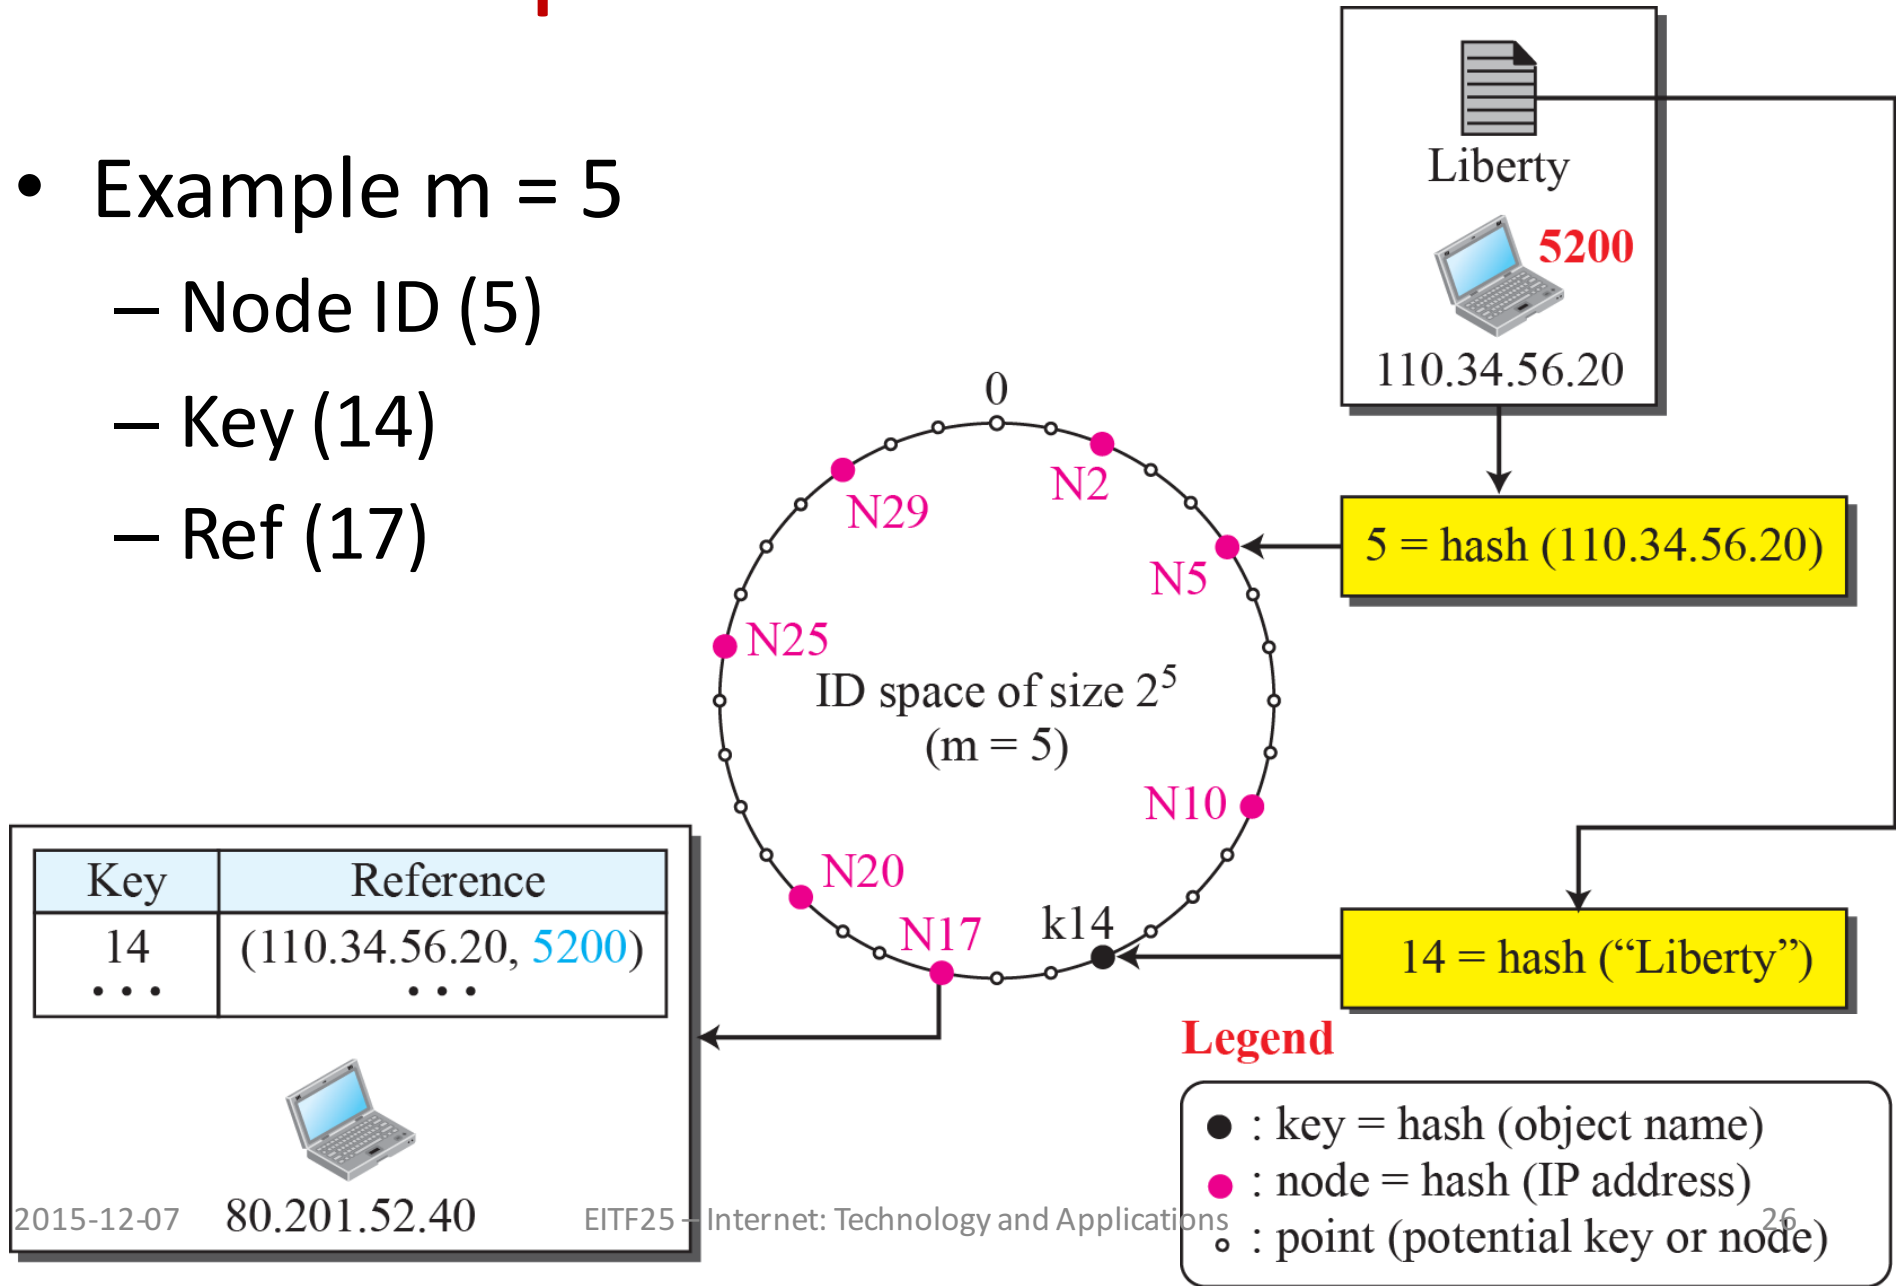 • Example m = 5
– Node ID (5)
– Key (14)
– Ref (17)
Liberty
5200
110.34.56.20
5 = hash (110.34.56.20)
0
N2
N29
N5
N25
ID space of size 2⁵
(m = 5)
N10
N20
N17
k14
14 = hash (“Liberty”)
Key Reference
14 (110.34.56.20, 5200)
• • • • • •
80.201.52.40
Legend
● : key = hash (object name)
● : node = hash (IP address)
○ : point (potential key or node)
2015-12-07 EITF25 – Internet: Technology and Applications 26